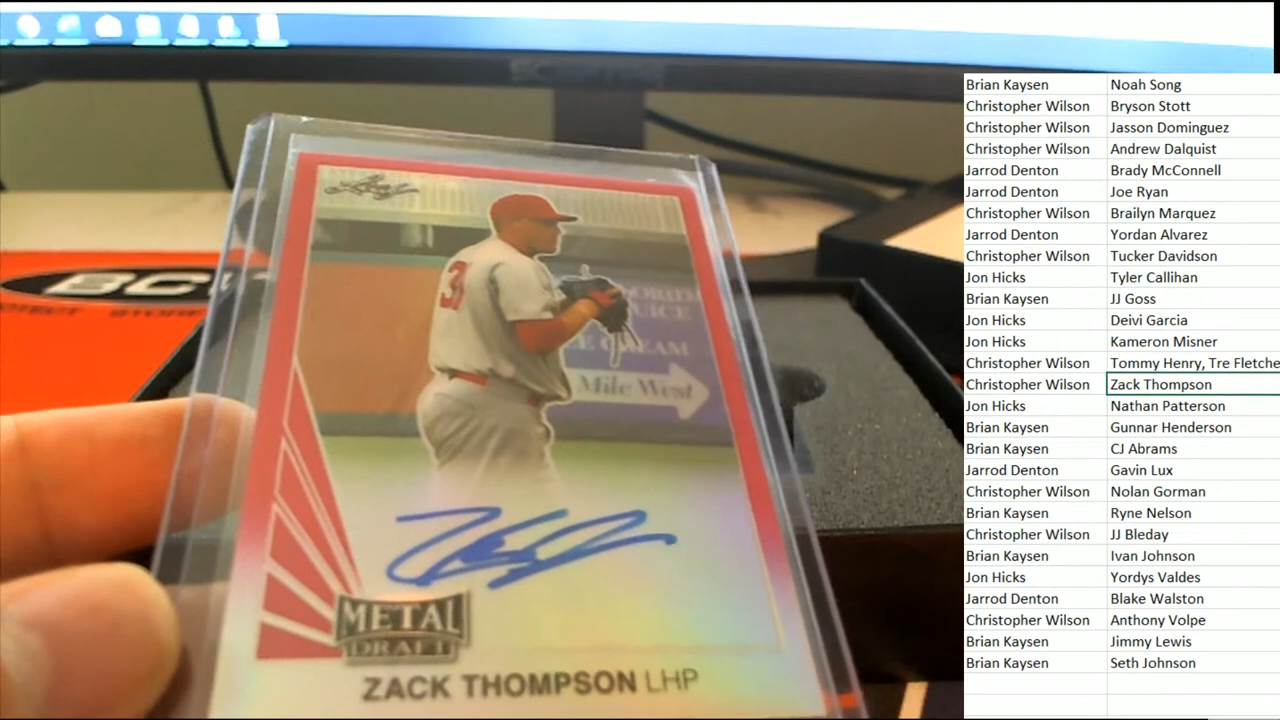 Leaf
3
BC
Mile West
METAL
DRAFT
ZACK THOMPSON LHP
Brian Kaysen Noah Song
Christopher Wilson Bryson Stott
Christopher Wilson Jasson Dominguez
Christopher Wilson Andrew Dalquist
Jarrod Denton Brady McConnell
Jarrod Denton Joe Ryan
Christopher Wilson Brailyn Marquez
Jarrod Denton Yordan Alvarez
Christopher Wilson Tucker Davidson
Jon Hicks Tyler Callihan
Brian Kaysen JJ Goss
Jon Hicks Deivi Garcia
Jon Hicks Kameron Misner
Christopher Wilson Tommy Henry, Tre Fletche
Christopher Wilson Zack Thompson
Jon Hicks Nathan Patterson
Brian Kaysen Gunnar Henderson
Brian Kaysen CJ Abrams
Jarrod Denton Gavin Lux
Christopher Wilson Nolan Gorman
Brian Kaysen Ryne Nelson
Christopher Wilson JJ Bleday
Brian Kaysen Ivan Johnson
Jon Hicks Yordys Valdes
Jarrod Denton Blake Walston
Christopher Wilson Anthony Volpe
Brian Kaysen Jimmy Lewis
Brian Kaysen Seth Johnson